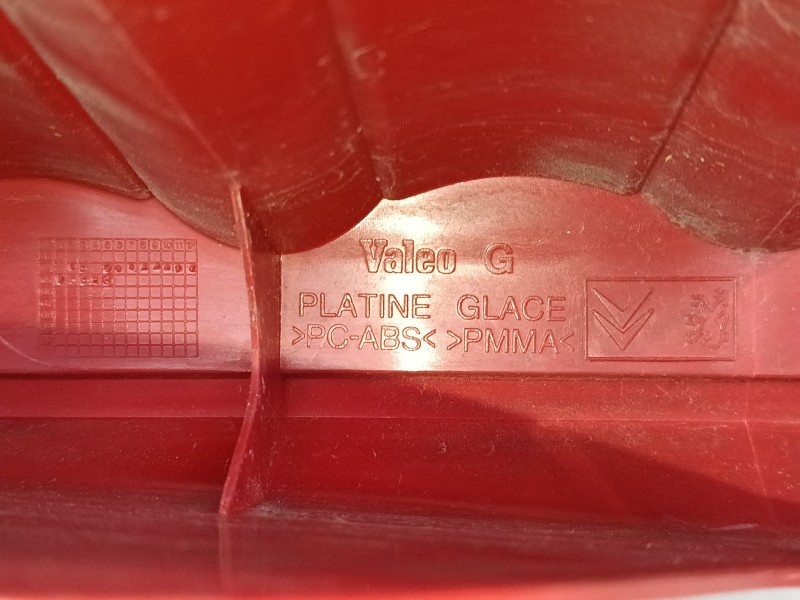 Valeo G
PLATINE GLACE
>PC-ABS< >PMMA<